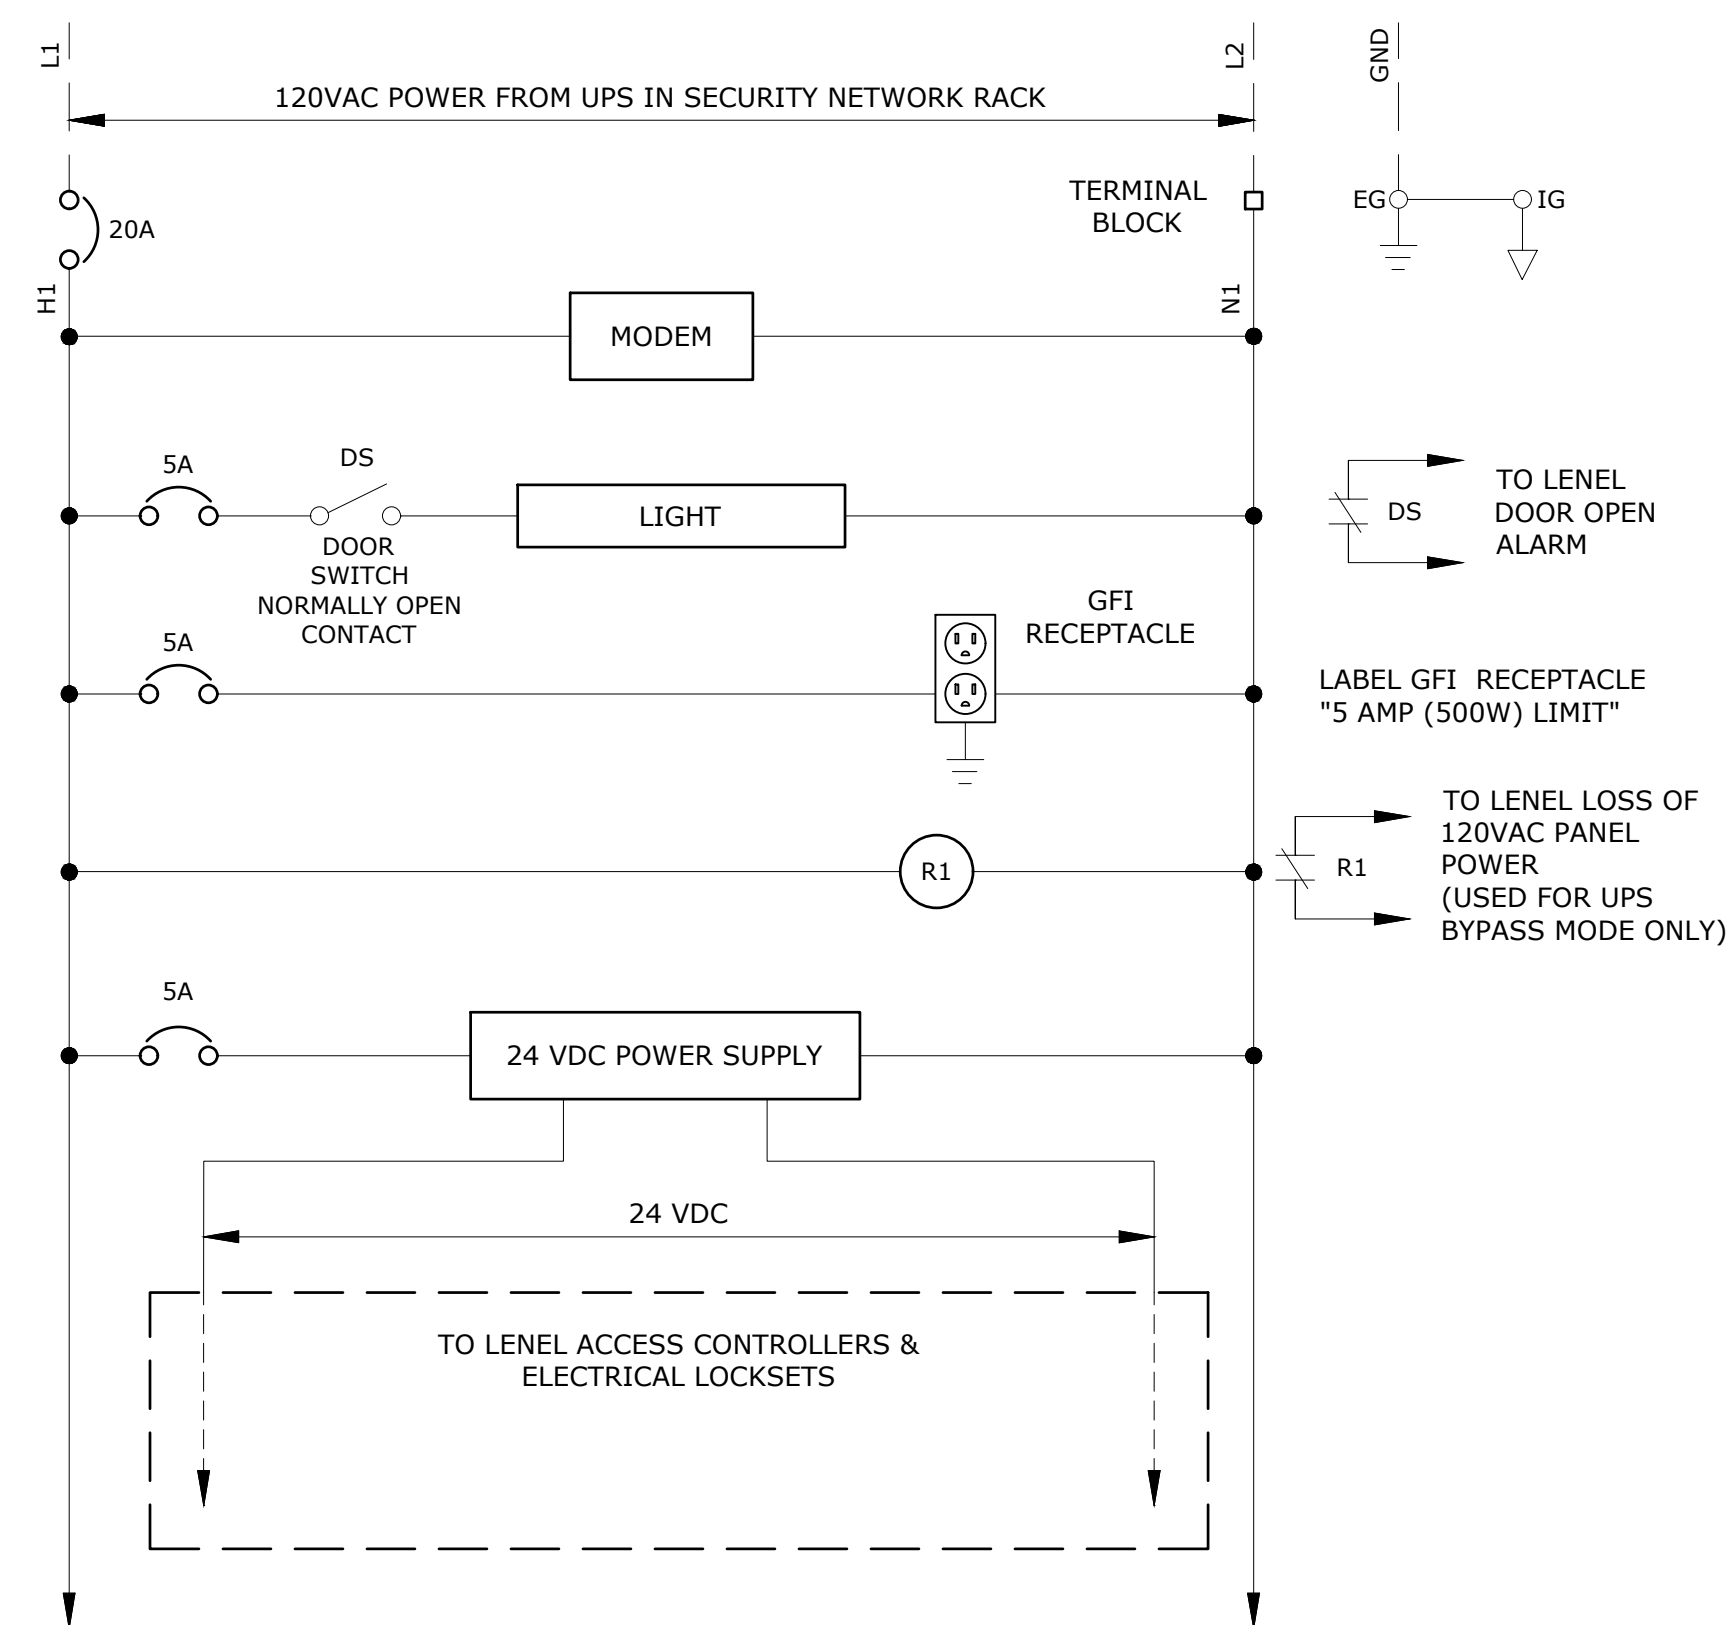 L1
L2
GND
120VAC POWER FROM UPS IN SECURITY NETWORK RACK
TERMINAL
BLOCK
EG
IG
20A
H1
N1
MODEM
5A
DS
LIGHT
DOOR
SWITCH
NORMALLY OPEN
CONTACT
DS
TO LENEL
DOOR OPEN
ALARM
5A
GFI
RECEPTACLE
LABEL GFI RECEPTACLE
"5 AMP (500W) LIMIT"
R1
R1
TO LENEL LOSS OF
120VAC PANEL
POWER
(USED FOR UPS
BYPASS MODE ONLY)
5A
24 VDC POWER SUPPLY
24 VDC
TO LENEL ACCESS CONTROLLERS &
ELECTRICAL LOCKSETS